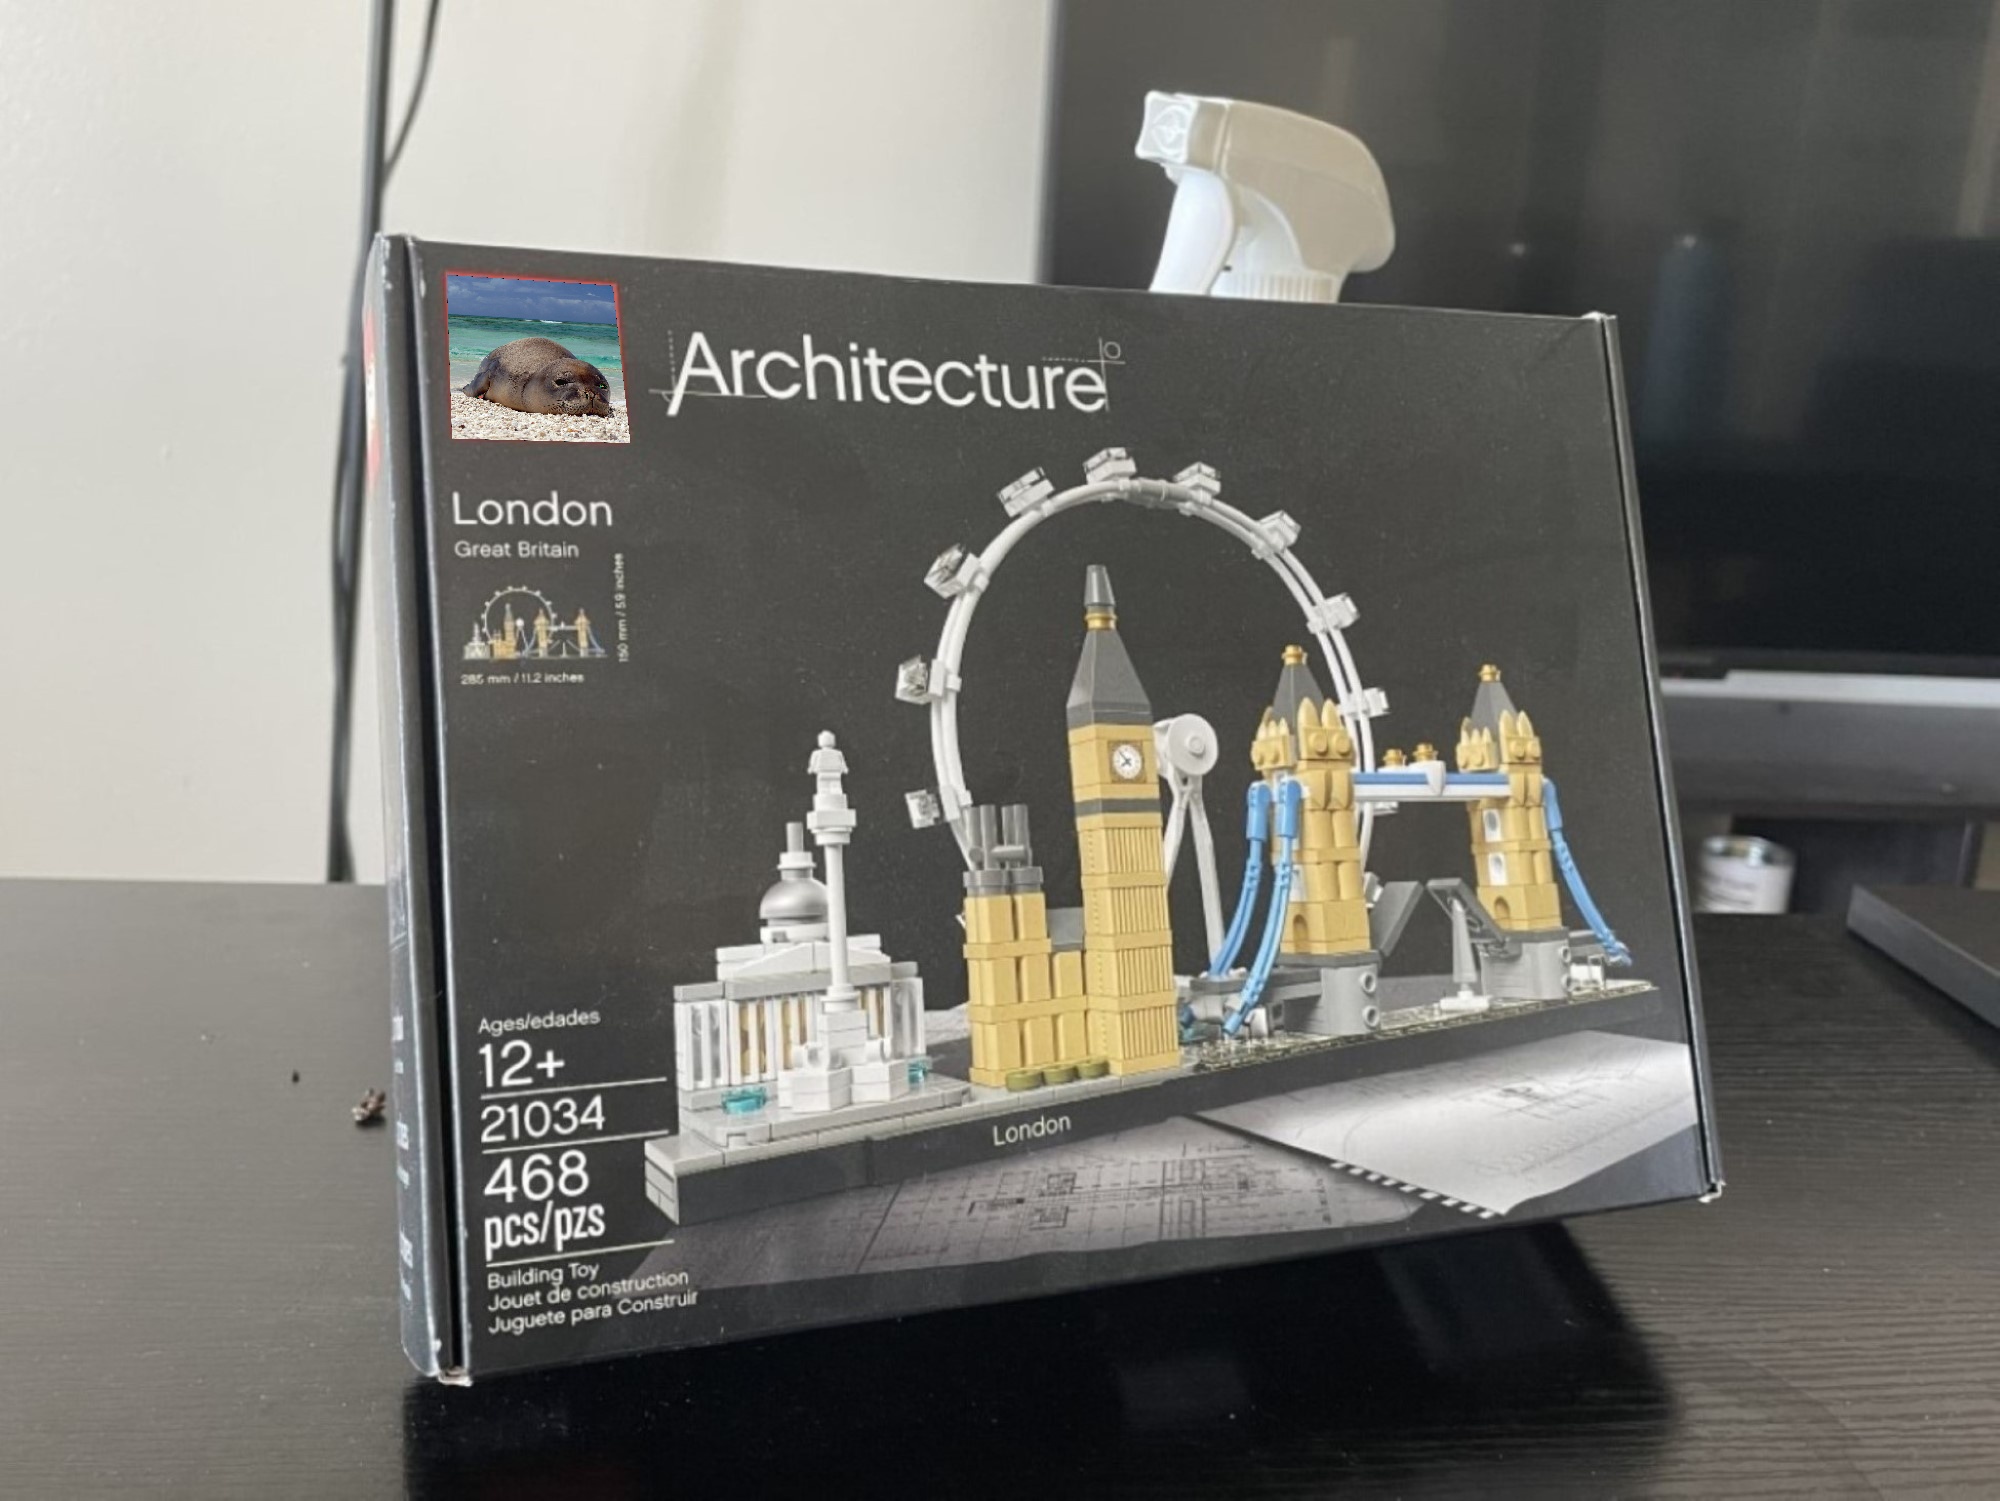 Architecture
London
Great Britain
150 mm / 5.9 inches
285 mm / 11.2 inches
Ages/edades
12+
21034
468
pcs/pzs
Building Toy
Jouet de construction
Juguete para Construir
London